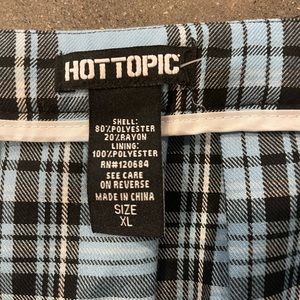 HOTTOPIC
SHELL:
80%POLYESTER
20%RAYON
LINING:
100%POLYESTER
RN#120684
SEE CARE
ON REVERSE
MADE IN CHINA
SIZE
XL